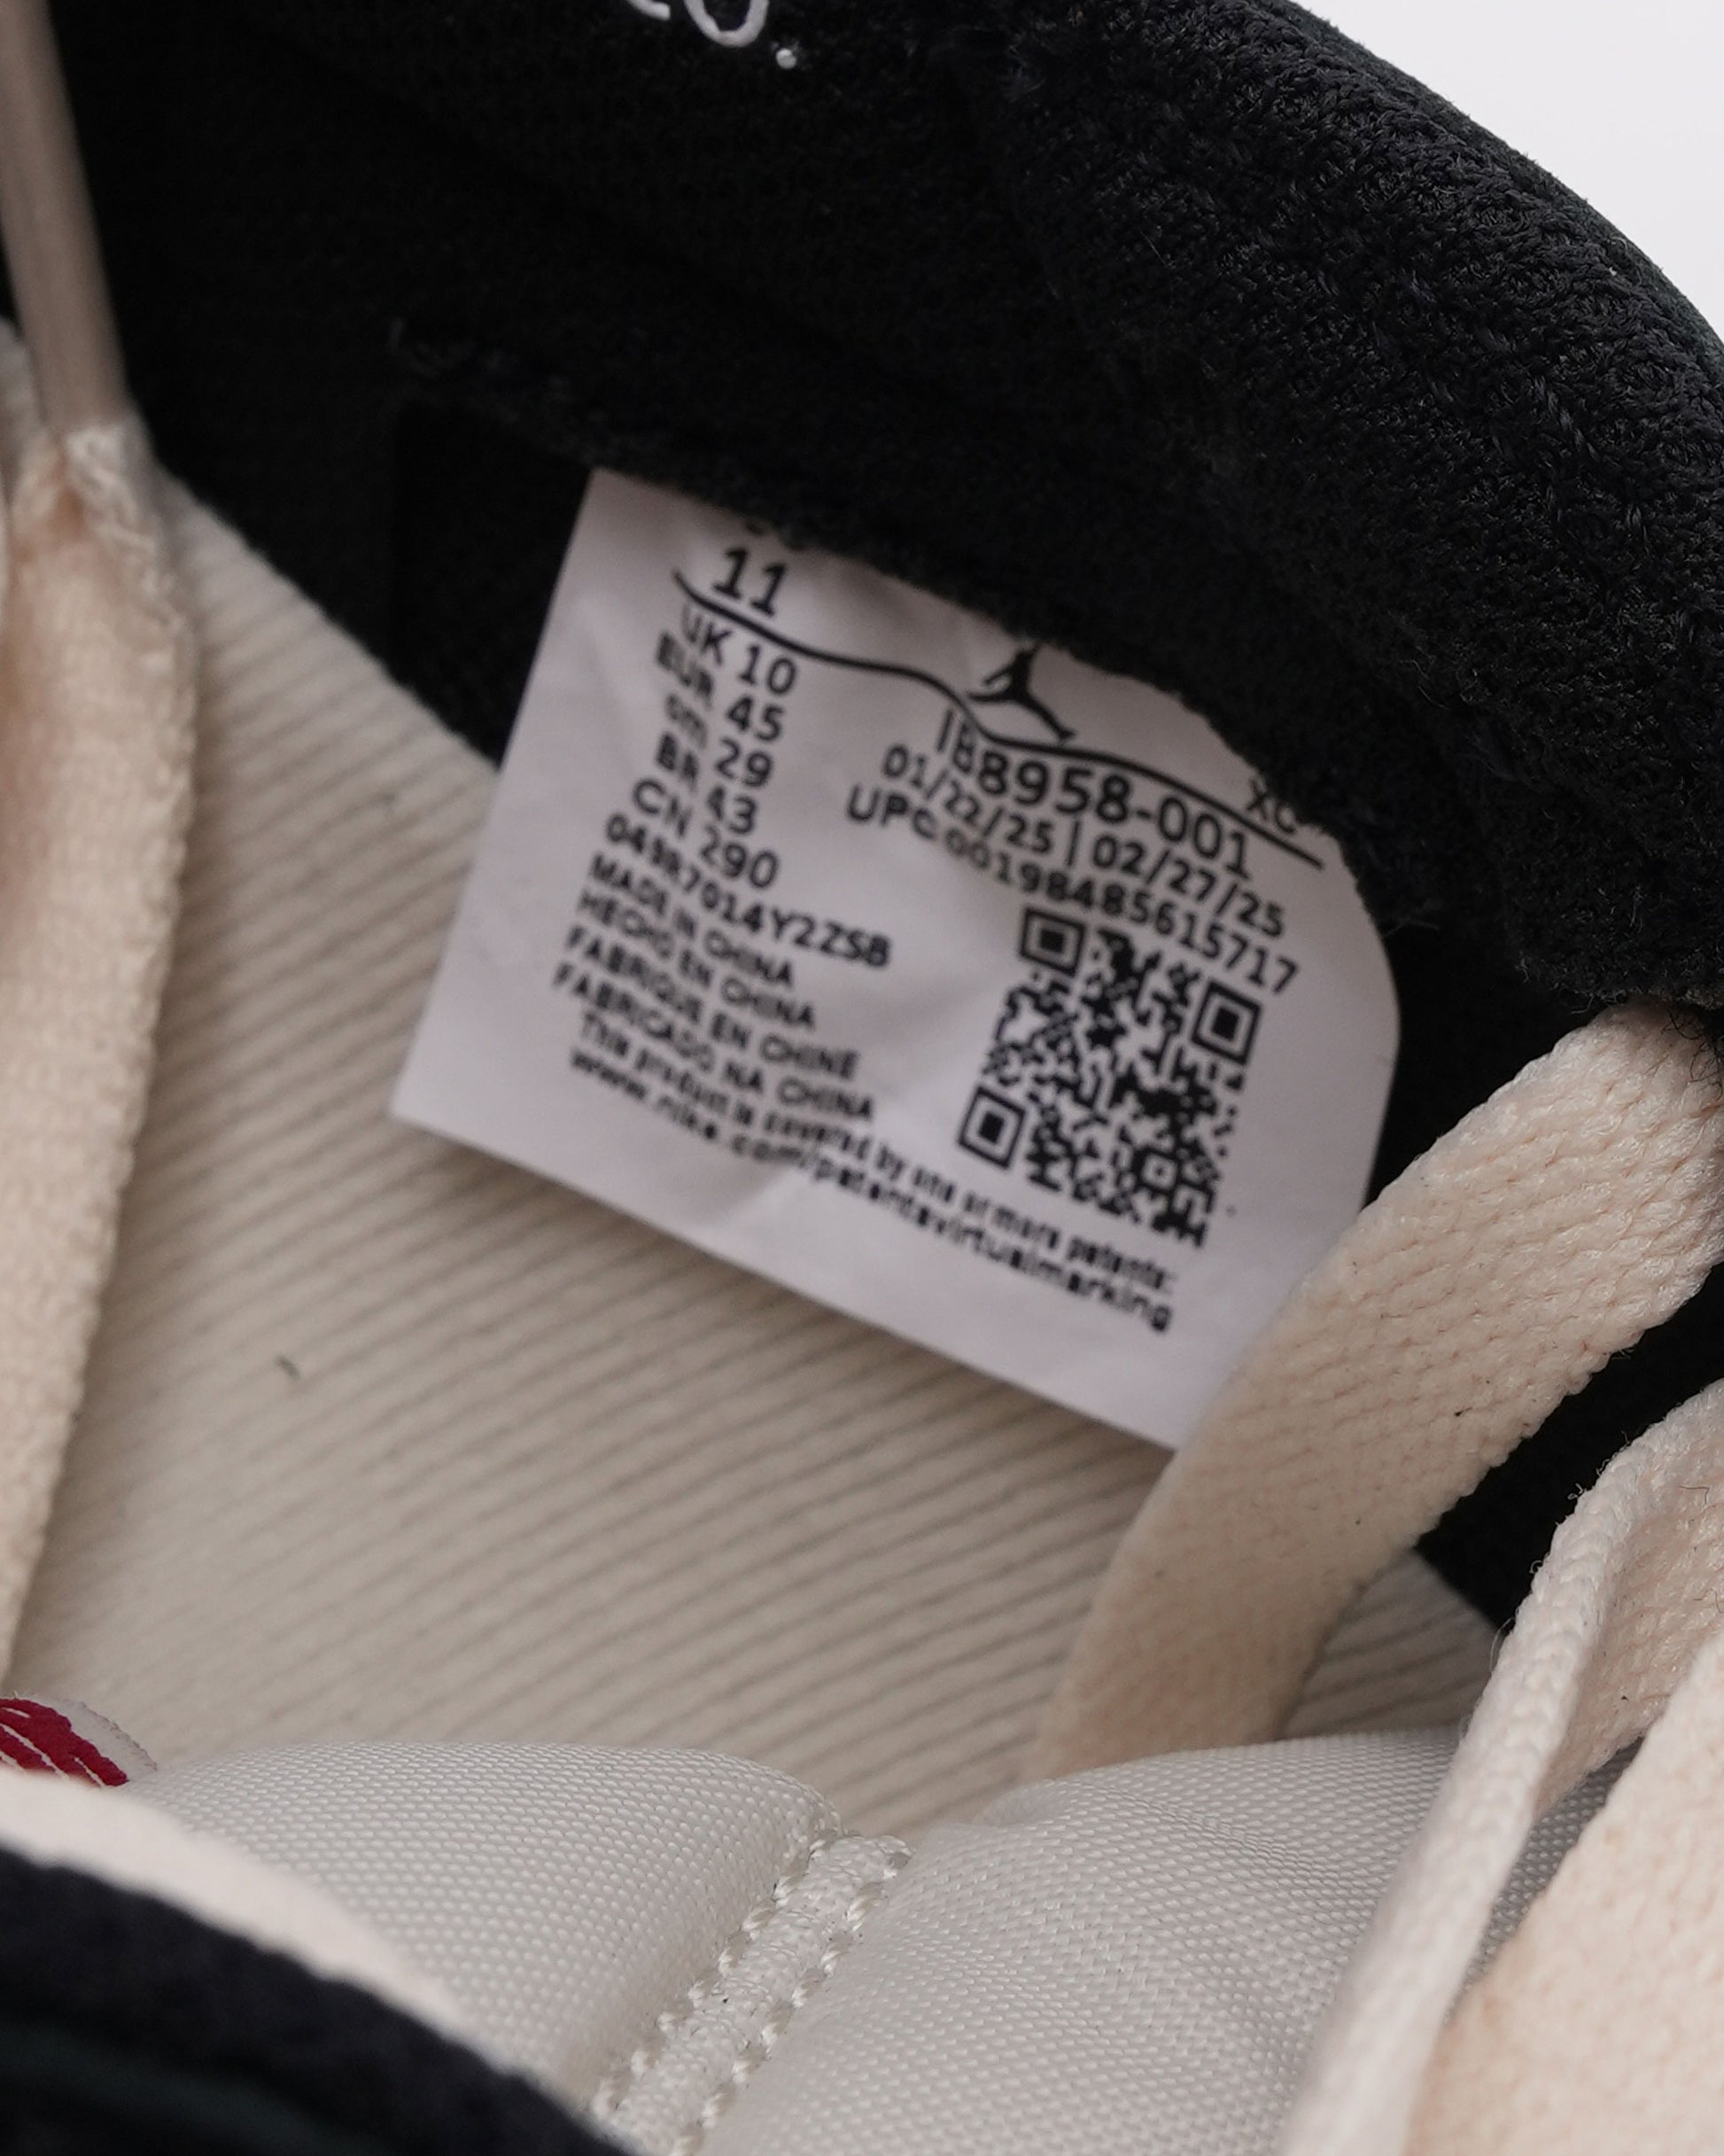 11
UK 10
EUR 45
cm 29
BR 43
CN 290
IB8958-001
01/22/25 | 02/27/25
UPC 00198485615717
MADE IN CHINA
HECHO EN CHINA
FABRIQUE EN CHINE
FABRICADO NA CHINA
This product is covered by one or more patents:
www.nike.com/patentsvirtualmarking